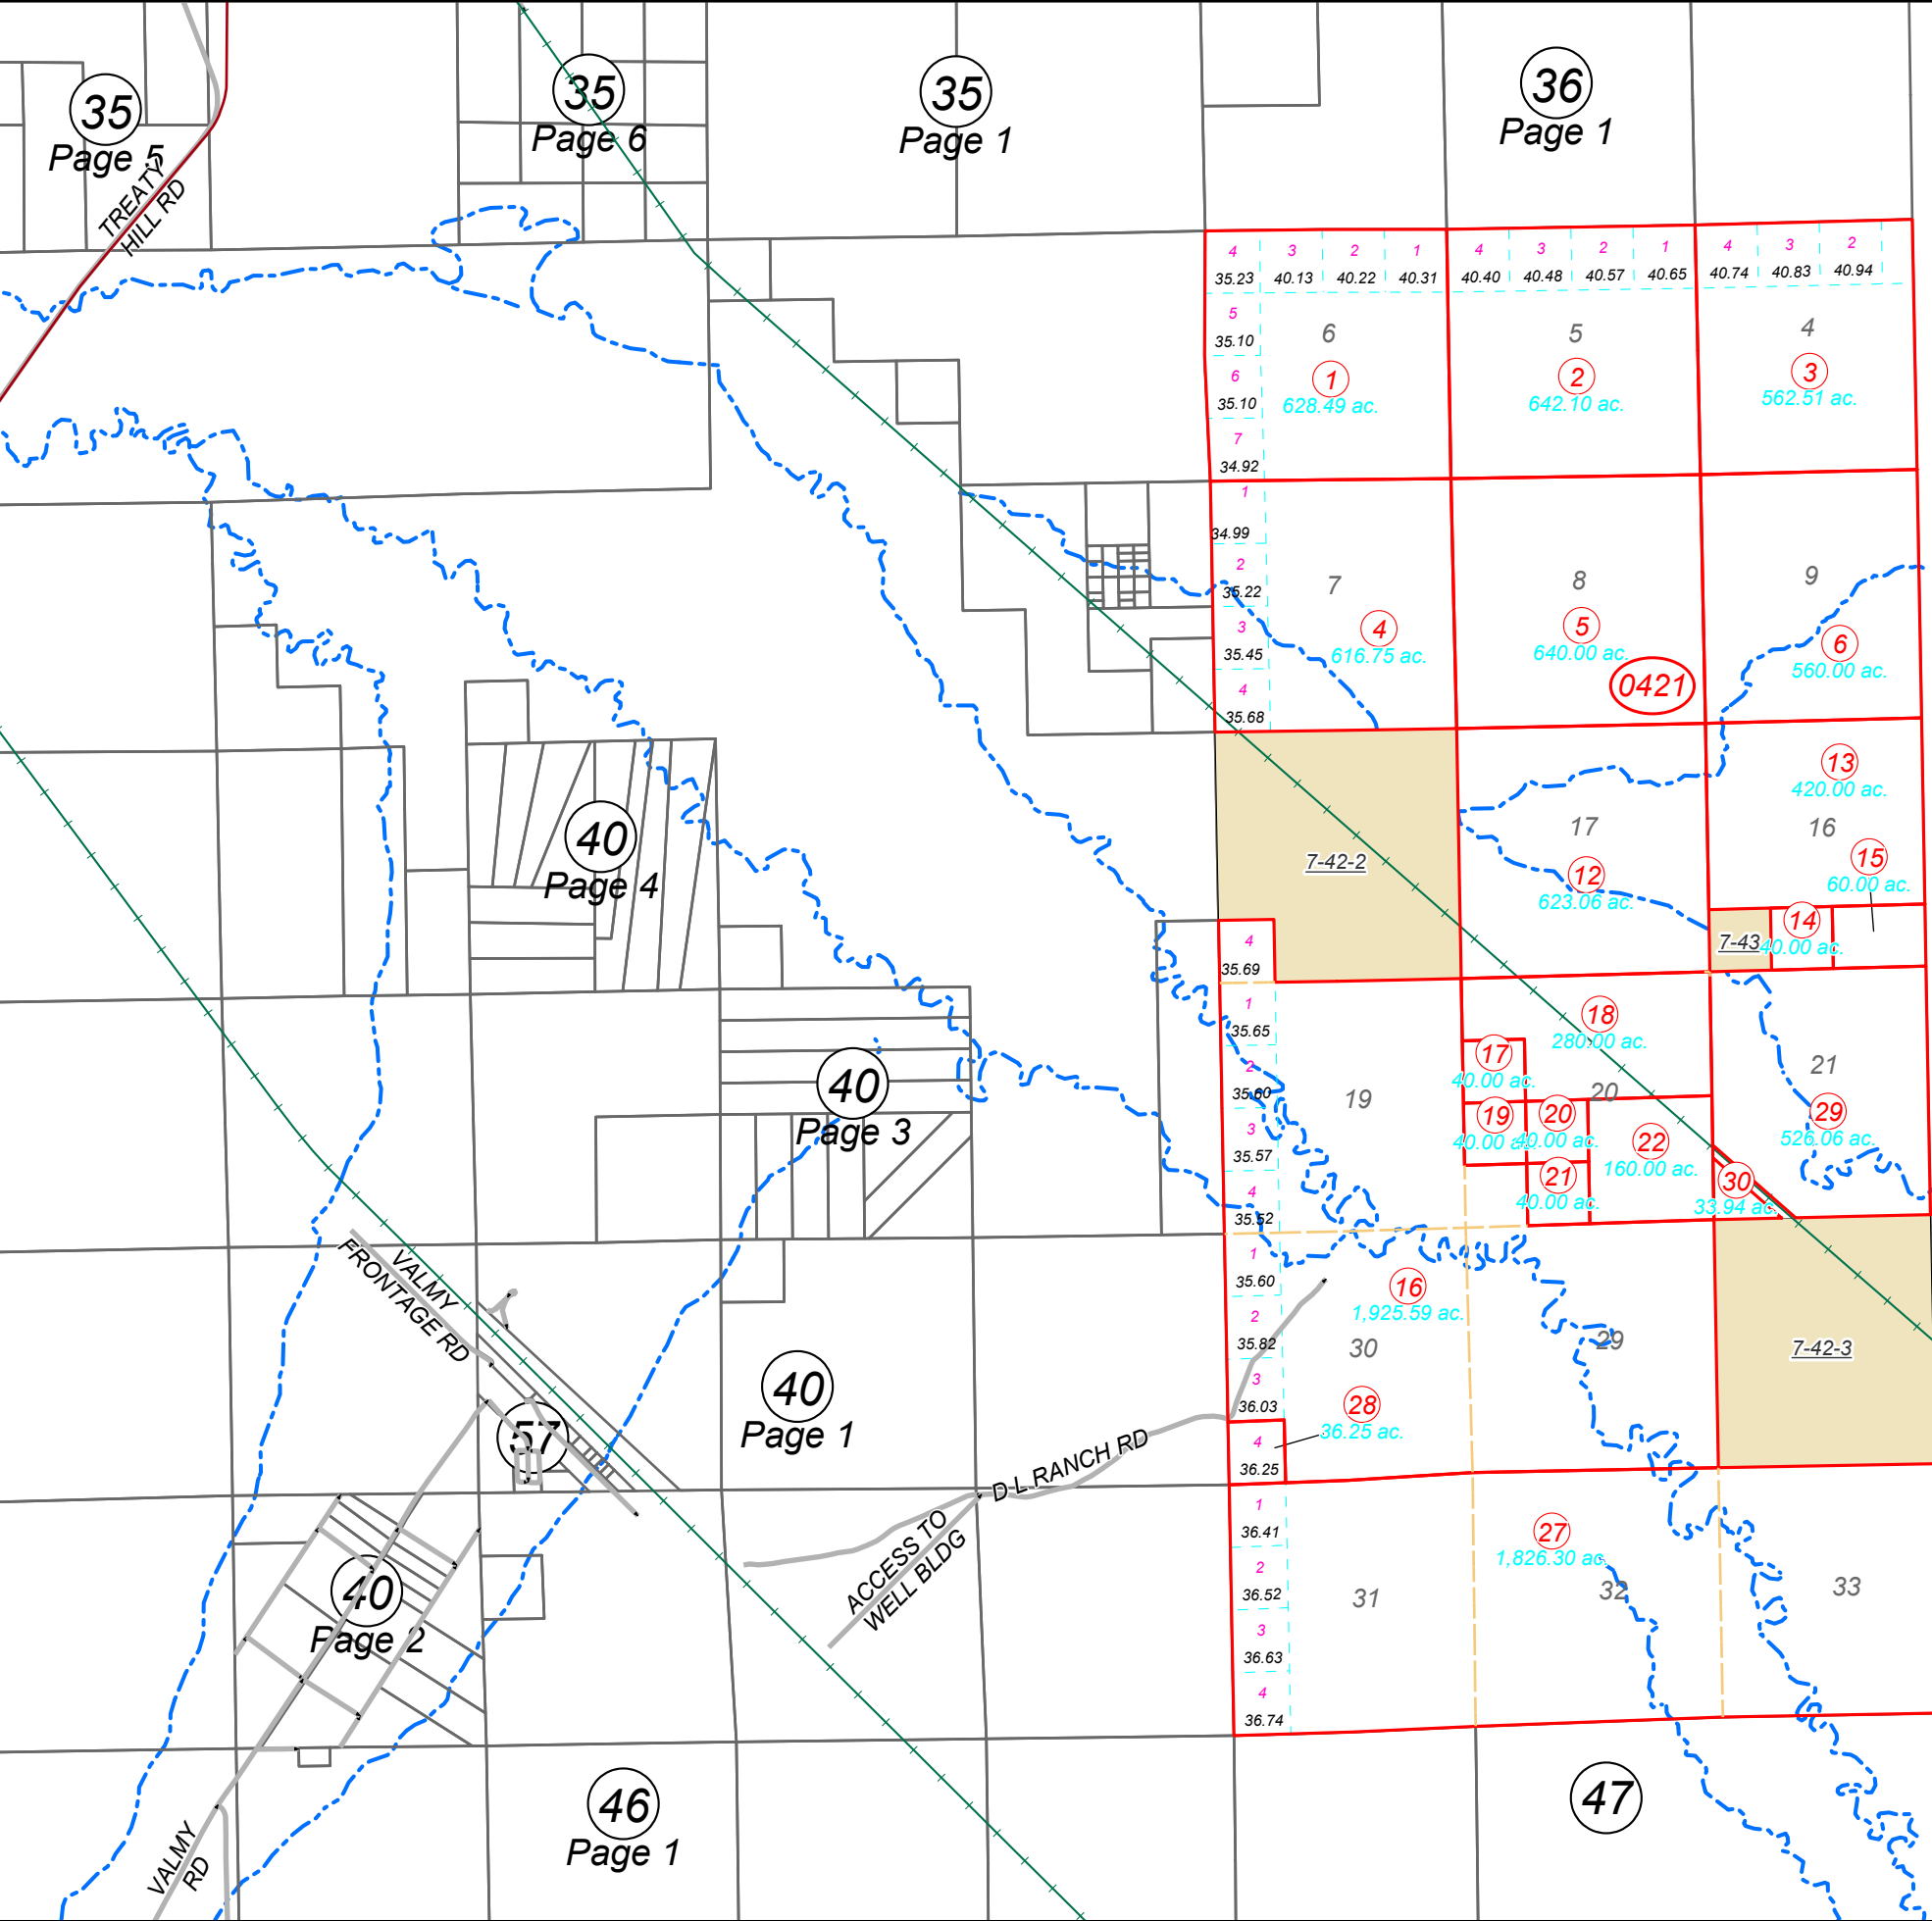 35
Page 5
35
Page 6
35
Page 1
36
Page 1
TREATY
HILL RD
4 3 2 1 4 3 2 1 4 3 2
35.23 40.13 40.22 40.31 40.40 40.48 40.57 40.65 40.74 40.83 40.94
5
35.10
6
35.10
7
34.92
6
1
628.49 ac.
5
2
642.10 ac.
4
3
562.51 ac.
1
34.99
2
35.22
3
35.45
4
35.68
7
4
616.75 ac.
8
5
640.00 ac.
0421
9
6
560.00 ac.
7-42-2
17
12
623.06 ac.
13
420.00 ac.
16
15
60.00 ac.
7-43
14
40.00 ac.
40
Page 4
4
35.69
1
35.65
2
35.60
3
35.57
4
35.52
19
18
280.00 ac.
17
40.00 ac.
20
19
40.00 ac.
20
40.00 ac.
21
40.00 ac.
22
160.00 ac.
21
29
526.06 ac.
30
33.94 ac.
40
Page 3
VALMY
FRONTAGE RD
1
35.60
2
35.82
3
36.03
4
36.25
16
1,925.59 ac.
30
29
28
36.25 ac.
7-42-3
40
Page 1
57
D L RANCH RD
ACCESS TO
WELL BLDG
1
36.41
2
36.52
3
36.63
4
36.74
31
27
1,826.30 ac.
32
33
40
Page 2
46
Page 1
47
VALMY
RD